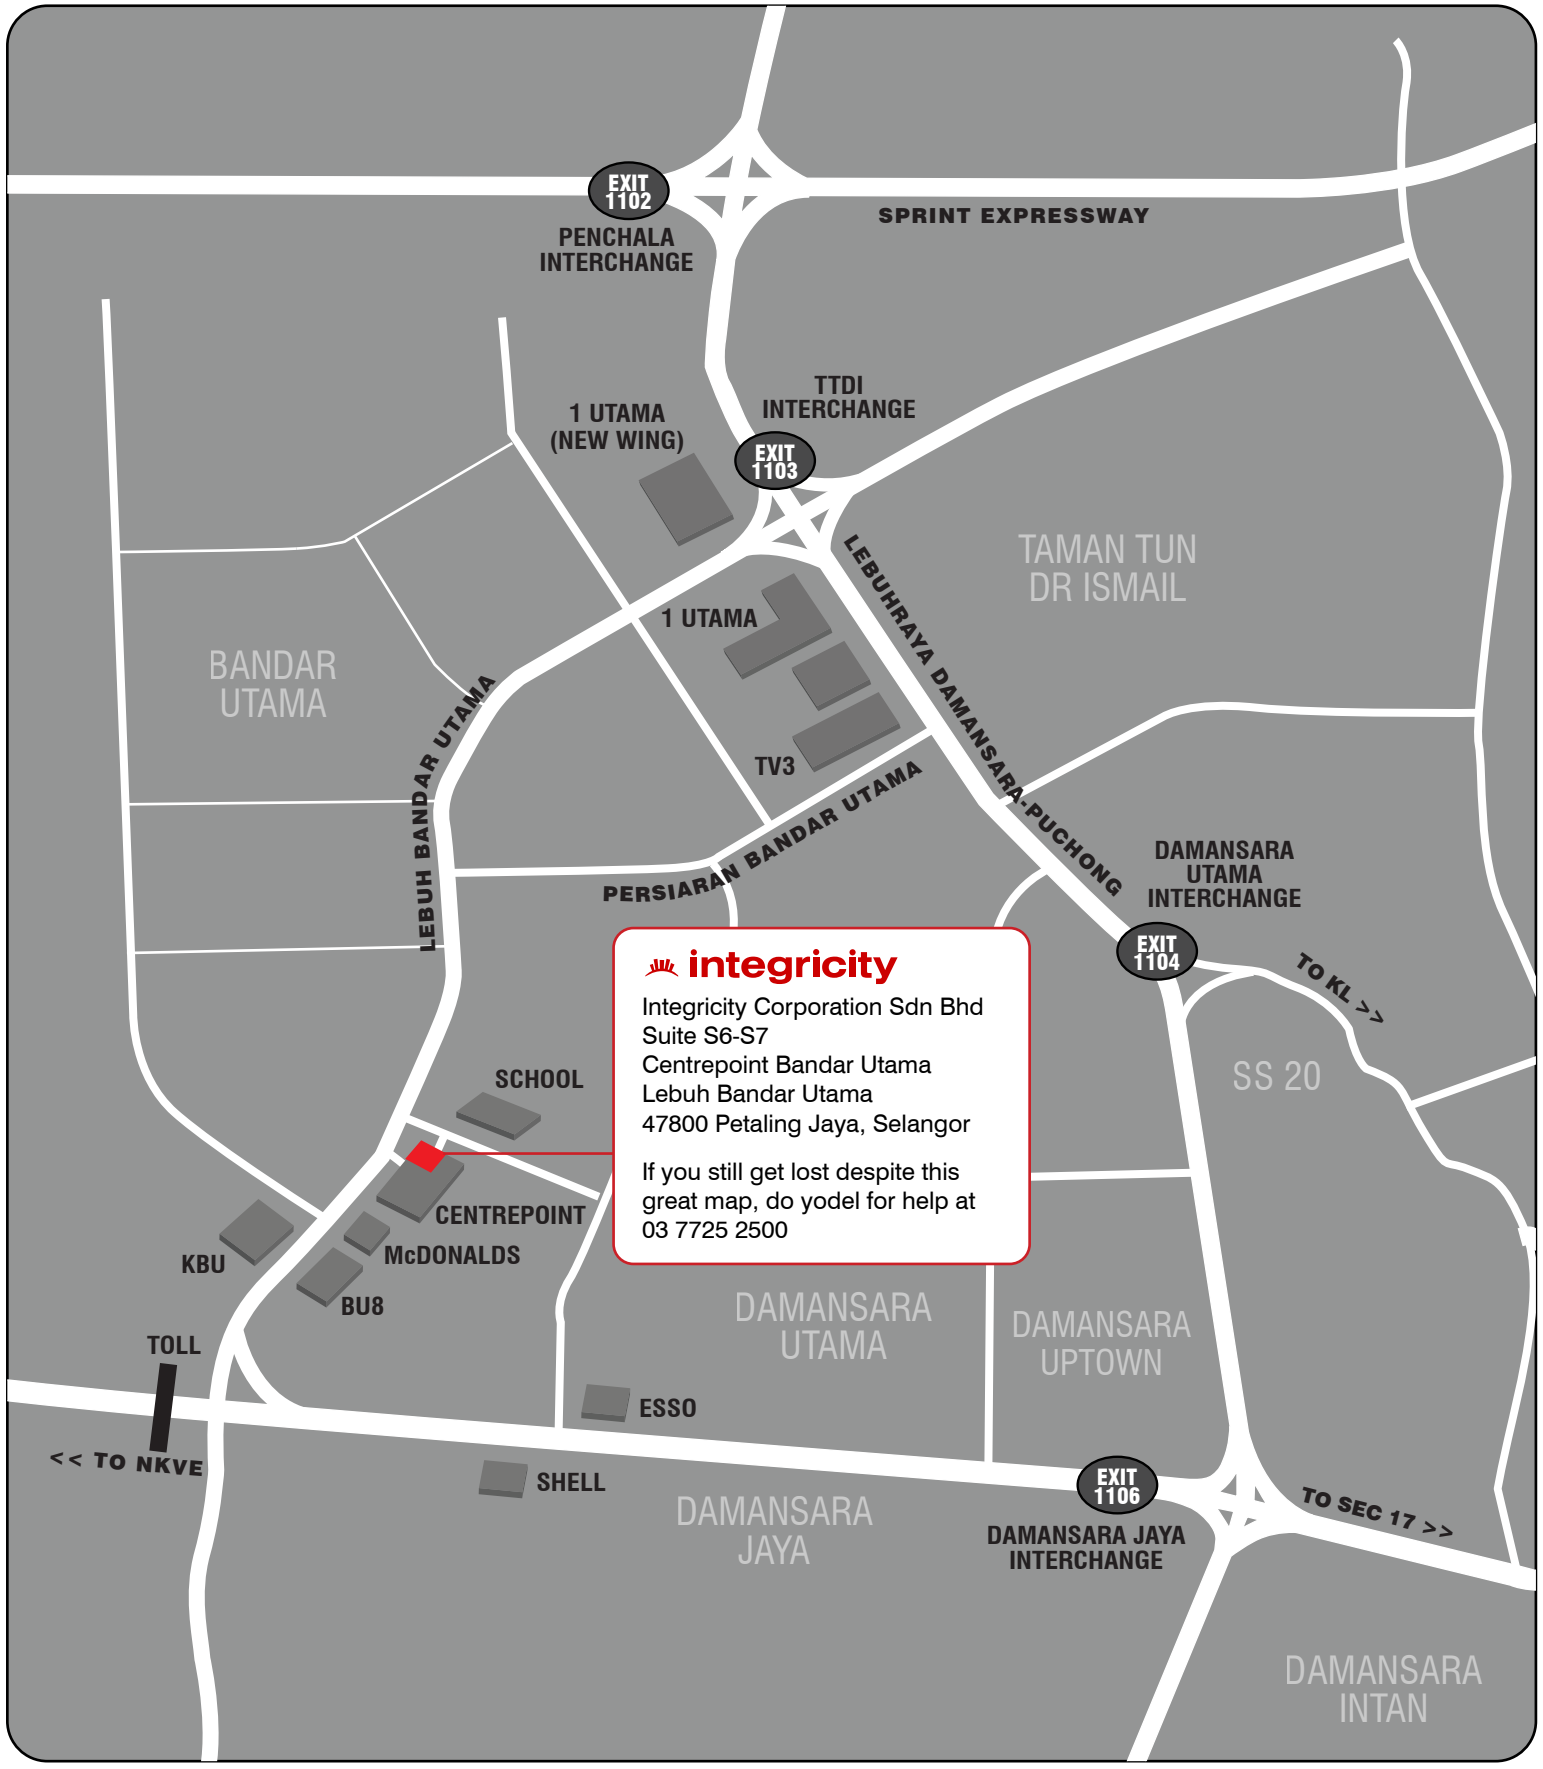 EXIT
1102
PENCHALA
INTERCHANGE
SPRINT EXPRESSWAY
TTDI
INTERCHANGE
1 UTAMA
(NEW WING)
EXIT
1103
TAMAN TUN
DR ISMAIL
1 UTAMA
BANDAR
UTAMA
LEBUHRAYA DAMANSARA-PUCHONG
LEBUH BANDAR UTAMA
TV3
PERSIARAN BANDAR UTAMA
DAMANSARA
UTAMA
INTERCHANGE
EXIT
1104
TO KL >>
integricity
Integricity Corporation Sdn Bhd
Suite S6-S7
Centrepoint Bandar Utama
Lebuh Bandar Utama
47800 Petaling Jaya, Selangor
If you still get lost despite this
great map, do yodel for help at
03 7725 2500
SS 20
SCHOOL
CENTREPOINT
McDONALDS
KBU
BU8
TOLL
<< TO NKVE
DAMANSARA
UTAMA
DAMANSARA
UPTOWN
ESSO
SHELL
DAMANSARA
JAYA
EXIT
1106
DAMANSARA JAYA
INTERCHANGE
TO SEC 17 >>
DAMANSARA
INTAN